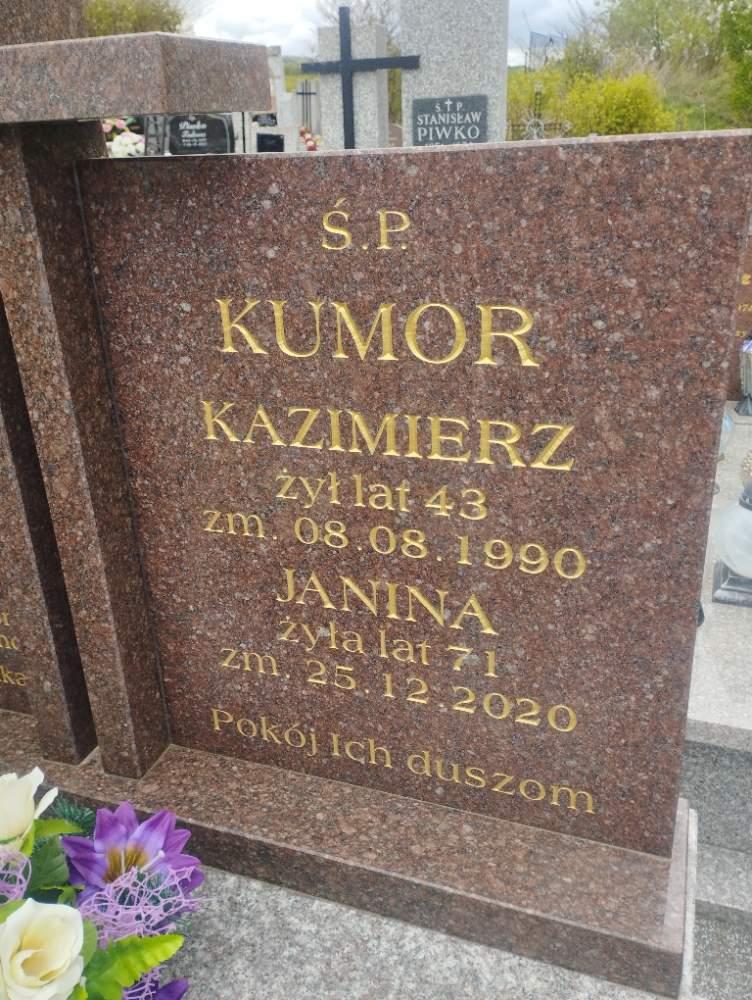 Ś.P.
KUMOR
KAZIMIERZ
żył lat 43
zm. 08.08.1990
JANINA
żyła lat 71
zm. 25.12.2020
Pokój Ich duszom
Ś.P.
STANISŁAW
PIWKO
Piwko